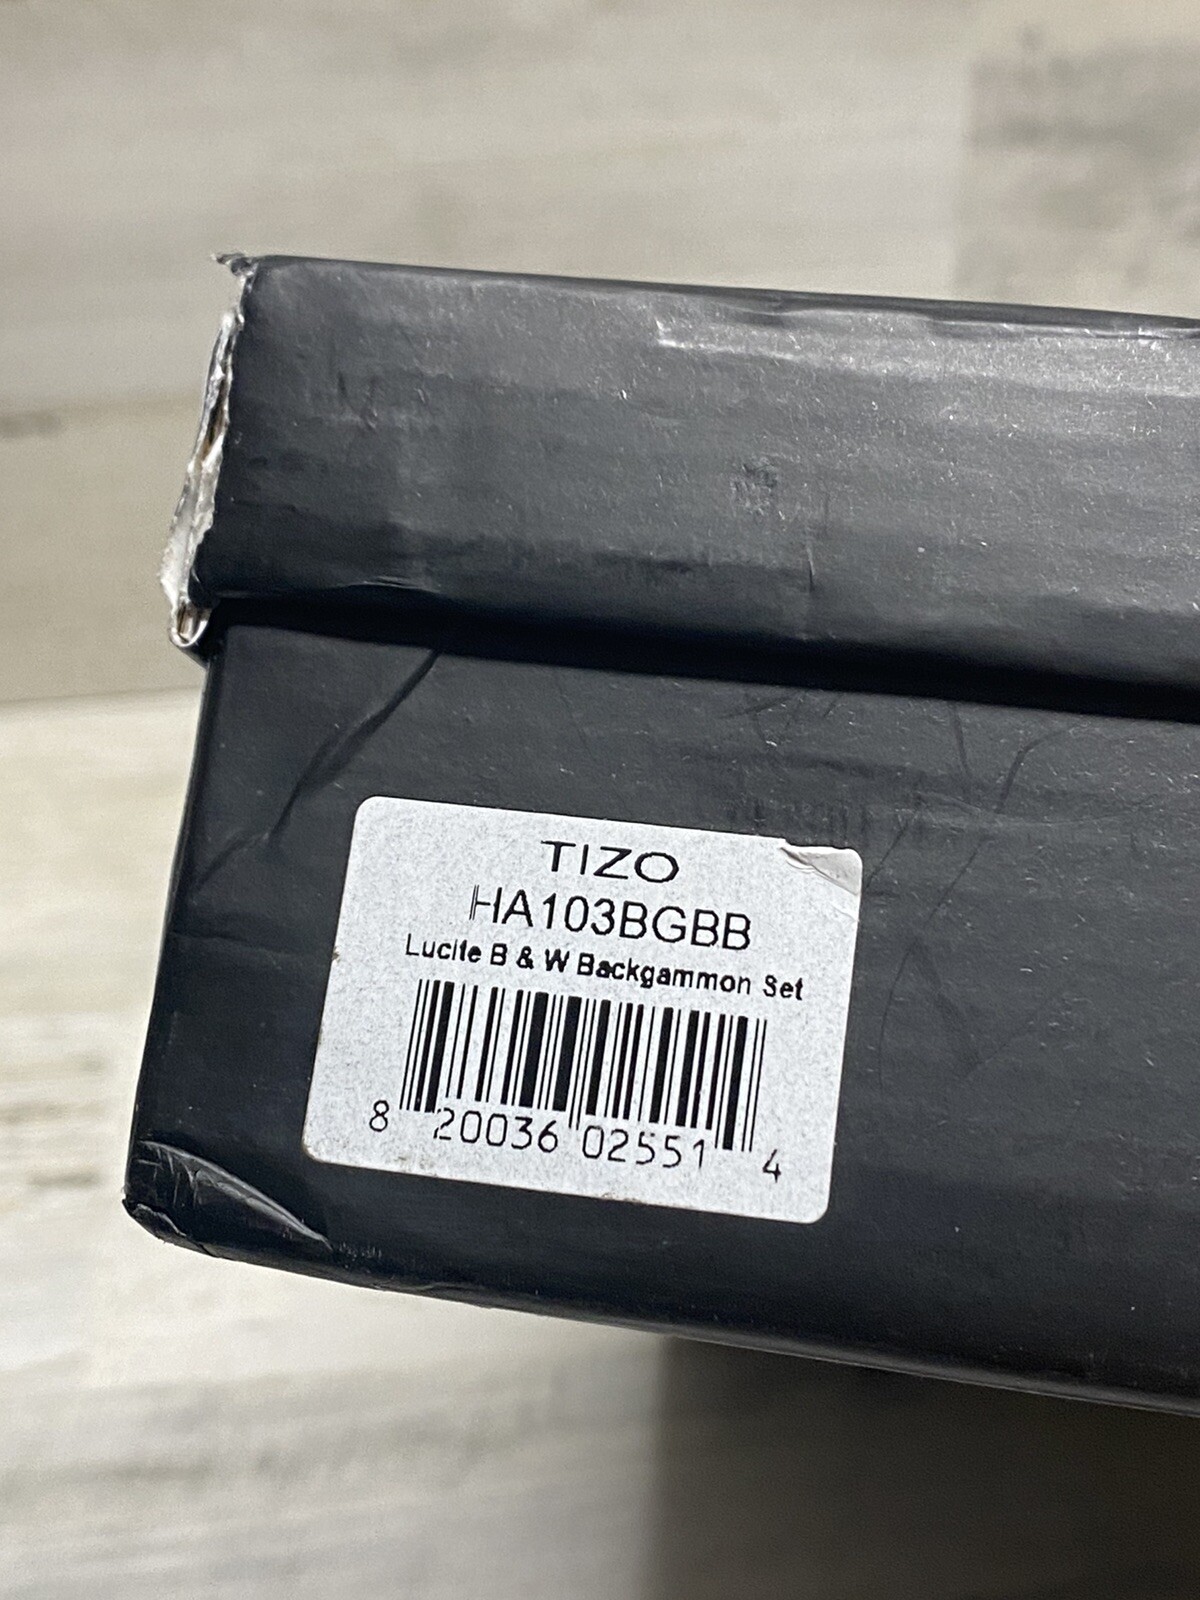 TIZO
HA103BGBB
Lucite B & W Backgammon Set
8 20036 02551 4